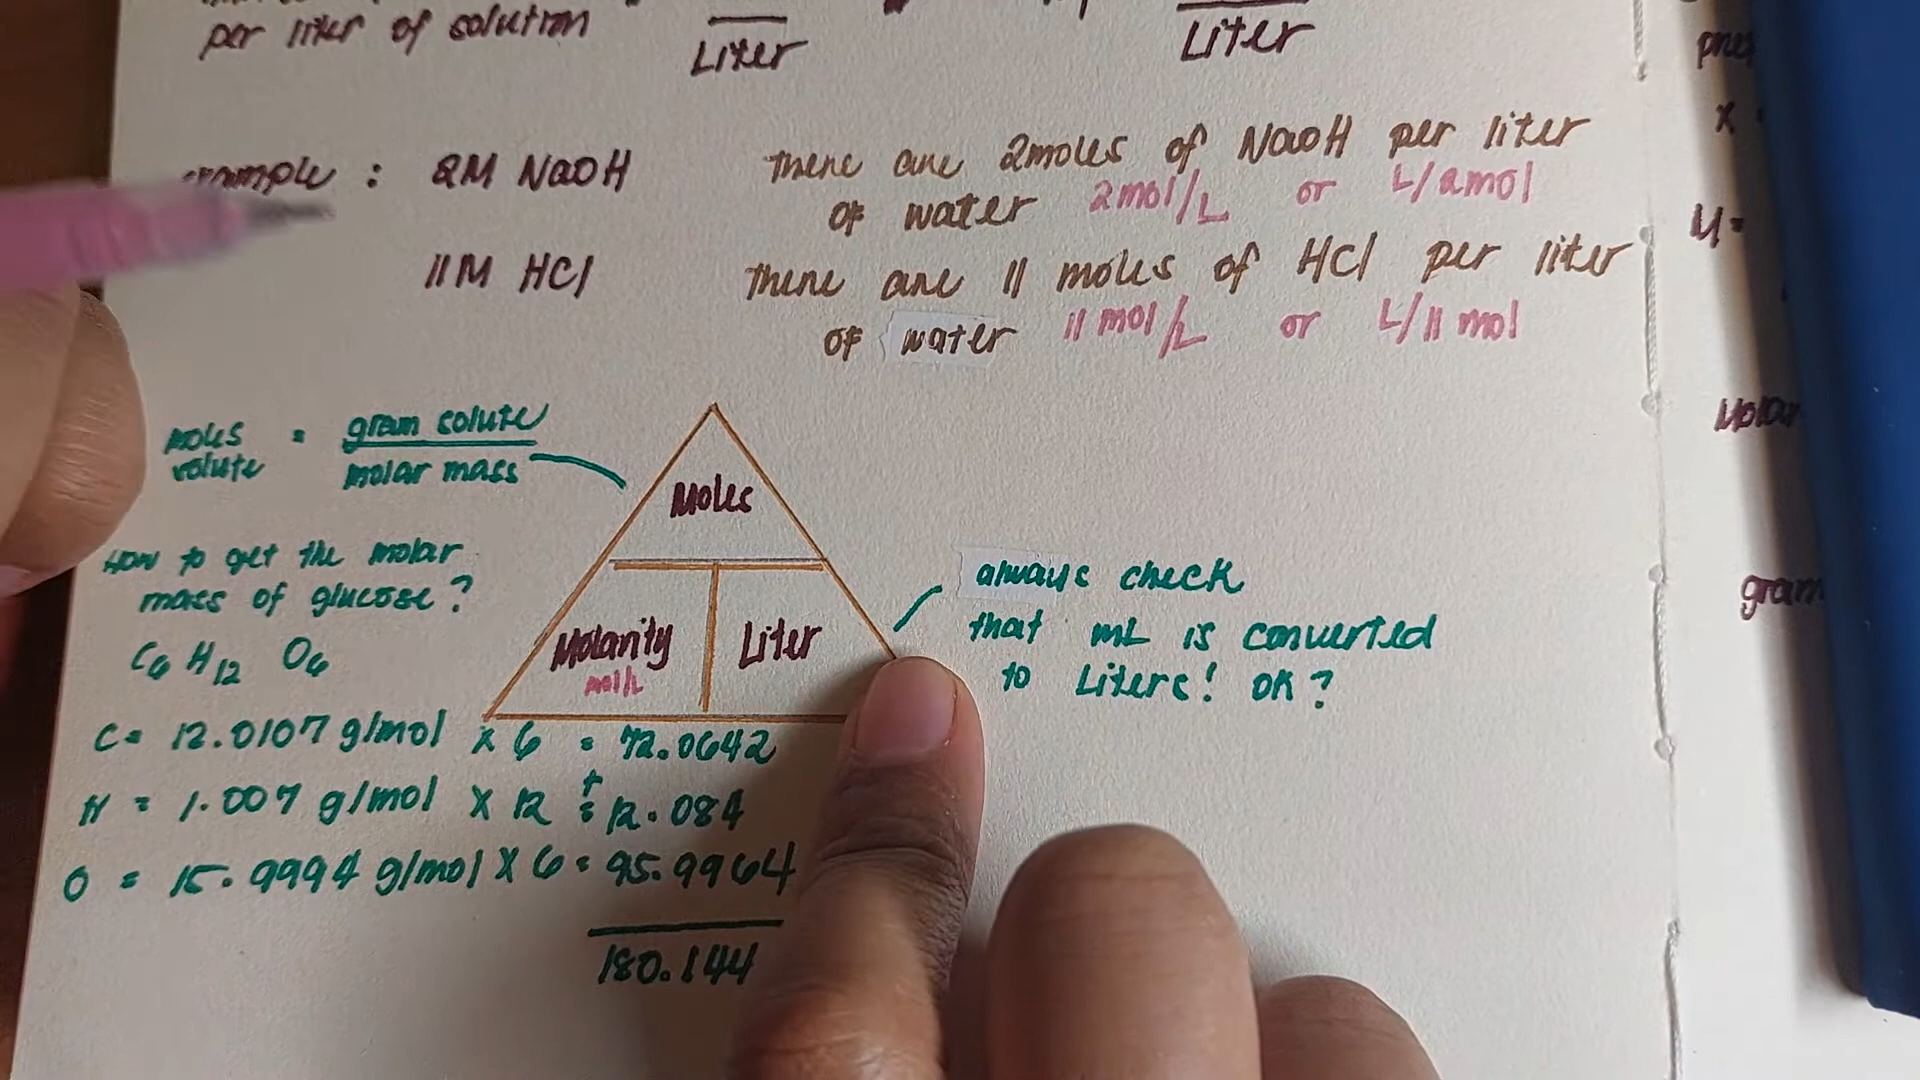 per liter of solution
Liter
Liter
example : 2M NaOH
there are 2moles of NaOH per liter
of water 2mol/L or L/2mol
11M HCl
there are 11 moles of HCl per liter
of water 11 mol/L or L/11 mol
moles solute = gram solute / molar mass
Moles
How to get the molar
mass of glucose?
C6 H12 O6
Molarity
mol/L
Liter
always check
that mL is converted
to Liters! OK?
C = 12.0107 g/mol × 6 = 72.0642
+
H = 1.007 g/mol × 12 = 12.084
O = 15.9994 g/mol × 6 = 95.9964
180.144
x
y =
Molar
gram